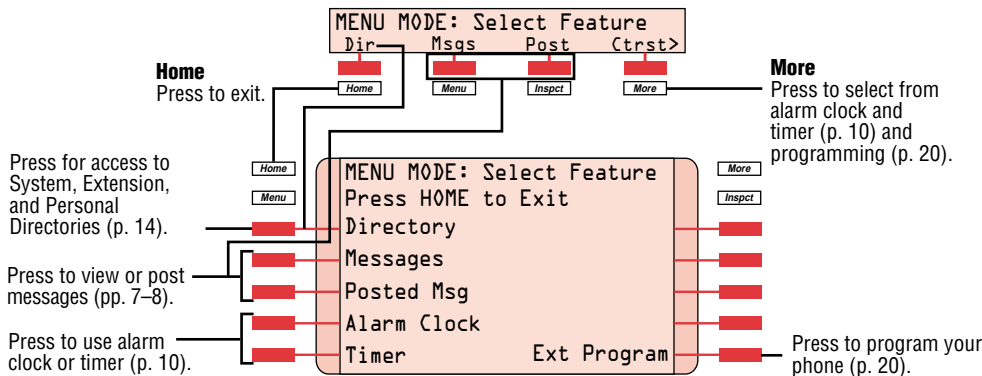 MENU MODE: Select Feature
Dir Msgs Post Ctrst>
Home Menu Inspct More
Home
Press to exit.
More
Press to select from
alarm clock and
timer (p. 10) and
programming (p. 20).
Press for access to
System, Extension,
and Personal
Directories (p. 14).
Press to view or post
messages (pp. 7–8).
Press to use alarm
clock or timer (p. 10).
Home
Menu
MENU MODE: Select Feature
Press HOME to Exit
Directory
Messages
Posted Msg
Alarm Clock
Timer Ext Program
More
Inspct
Press to program your
phone (p. 20).